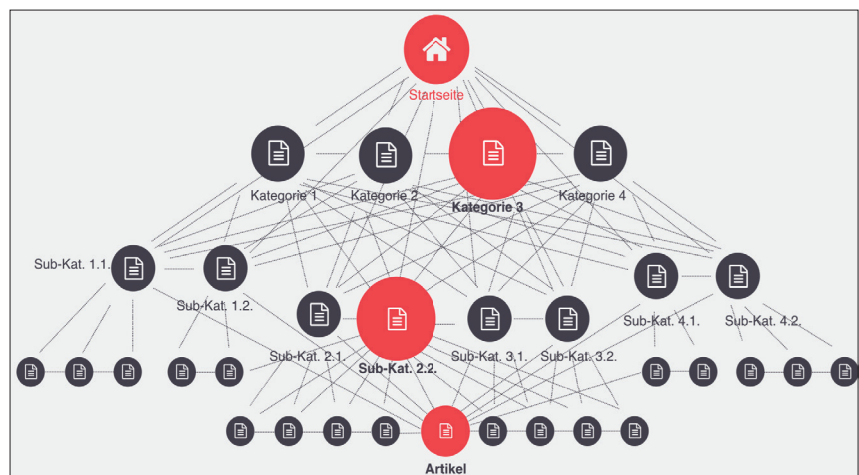 Startseite
Kategorie 1
Kategorie 2
Kategorie 3
Kategorie 4
Sub-Kat. 1.1.
Sub-Kat. 1.2.
Sub-Kat. 2.1.
Sub-Kat. 2.2.
Sub-Kat. 3.1.
Sub-Kat. 3.2.
Sub-Kat. 4.1.
Sub-Kat. 4.2.
Artikel